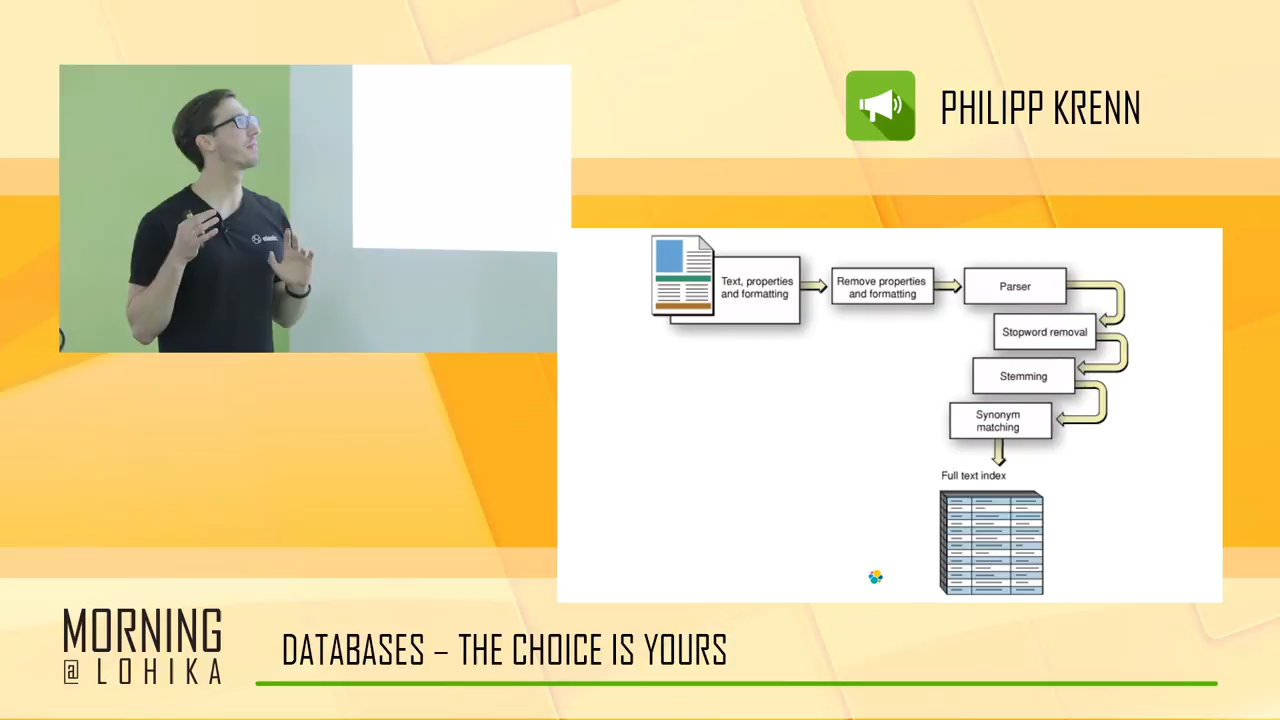 PHILIPP KRENN
elastic
Text, properties
and formatting
Remove properties
and formatting
Parser
Stopword removal
Stemming
Synonym
matching
Full text index
MORNING
@ LOHIKA
DATABASES – THE CHOICE IS YOURS